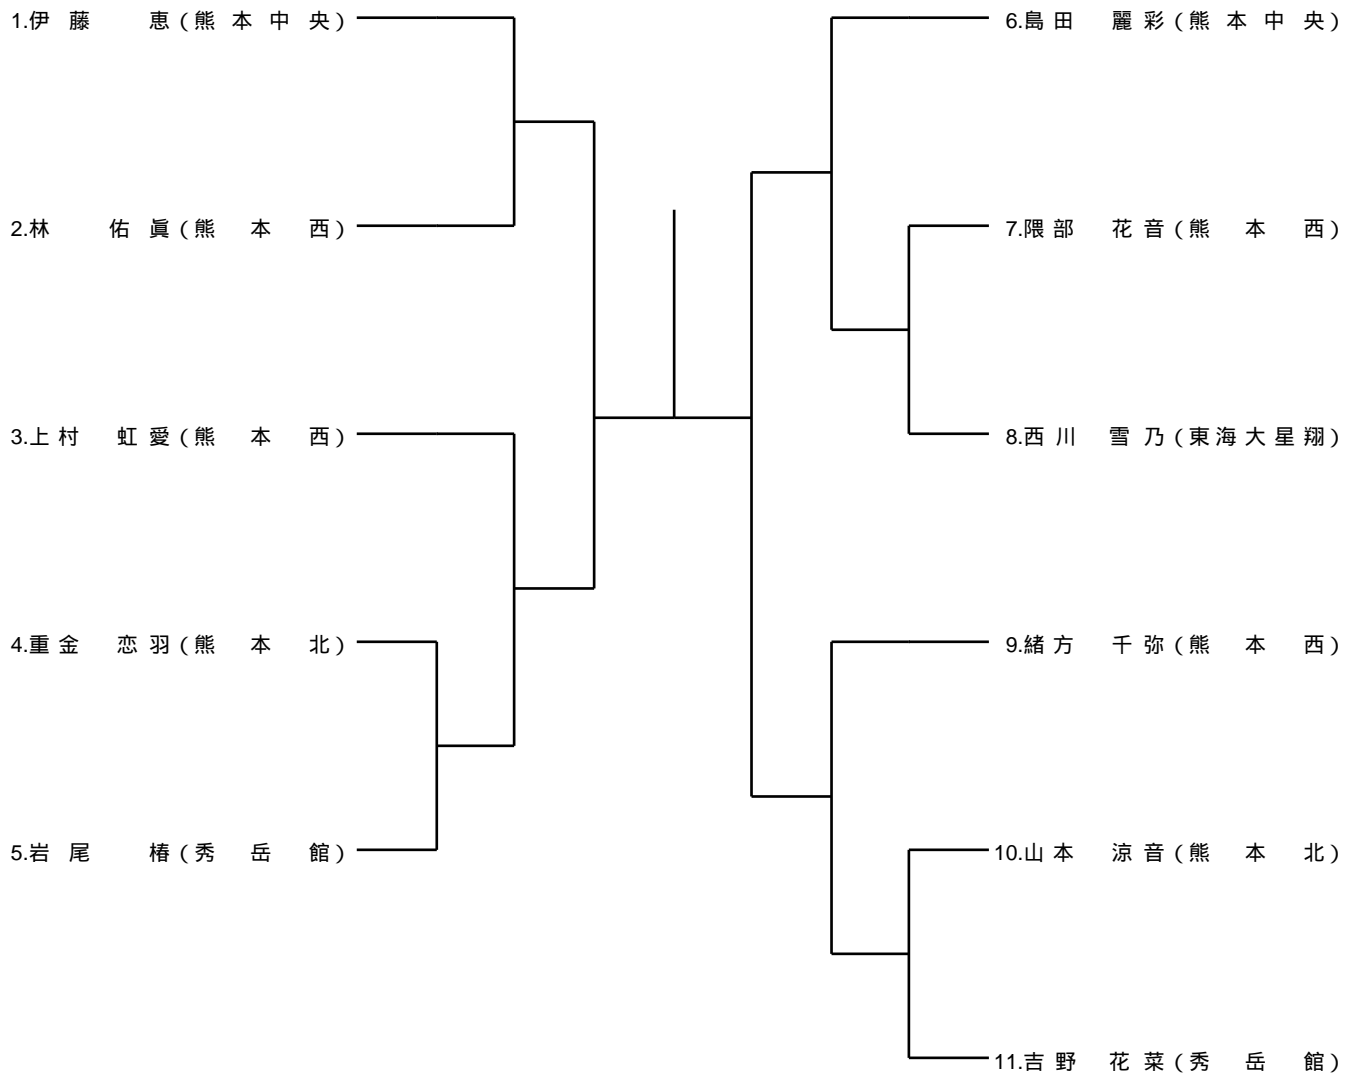 1.伊藤 恵(熊本中央)
2.林 佑眞(熊本西)
3.上村 虹愛(熊本西)
4.重金 恋羽(熊本北)
5.岩尾 椿(秀岳館)
6.島田 麗彩(熊本中央)
7.隈部 花音(熊本西)
8.西川 雪乃(東海大星翔)
9.緒方 千弥(熊本西)
10.山本 涼音(熊本北)
11.吉野 花菜(秀岳館)